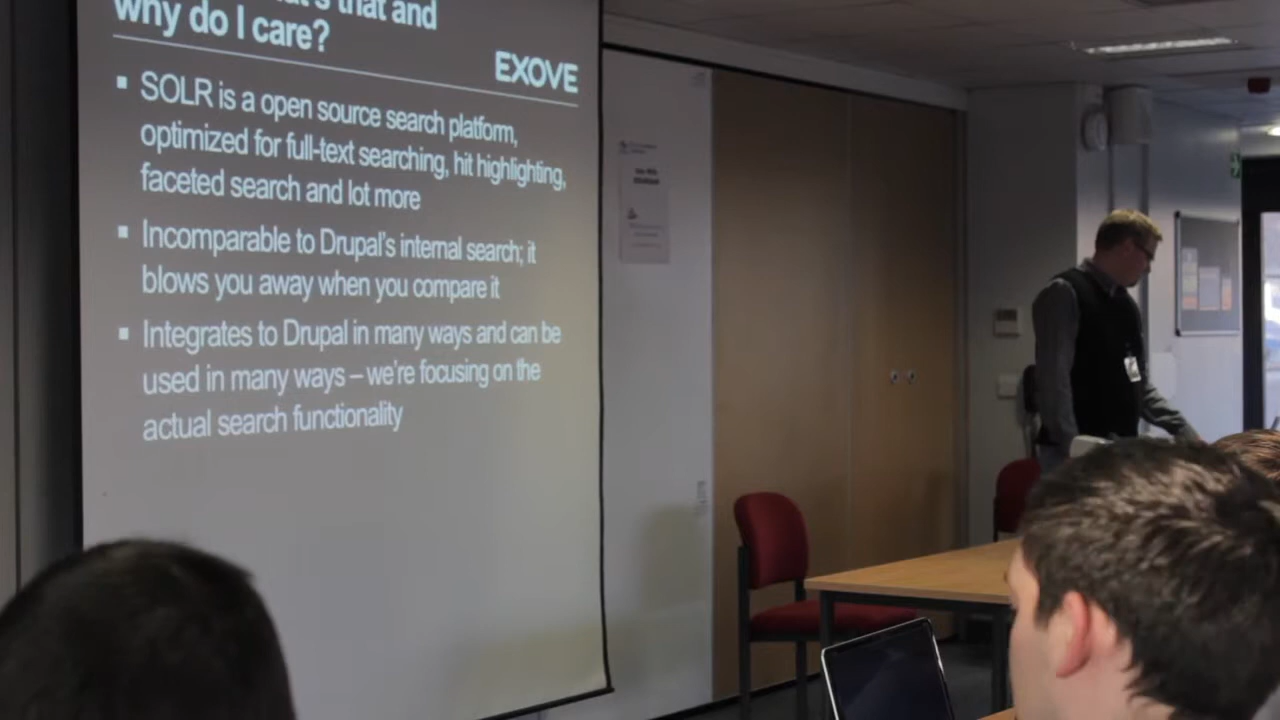 that and
why do I care?
EXOVE
SOLR is a open source search platform,
optimized for full-text searching, hit highlighting,
faceted search and lot more
Incomparable to Drupal's internal search; it
blows you away when you compare it
Integrates to Drupal in many ways and can be
used in many ways – we're focusing on the
actual search functionality